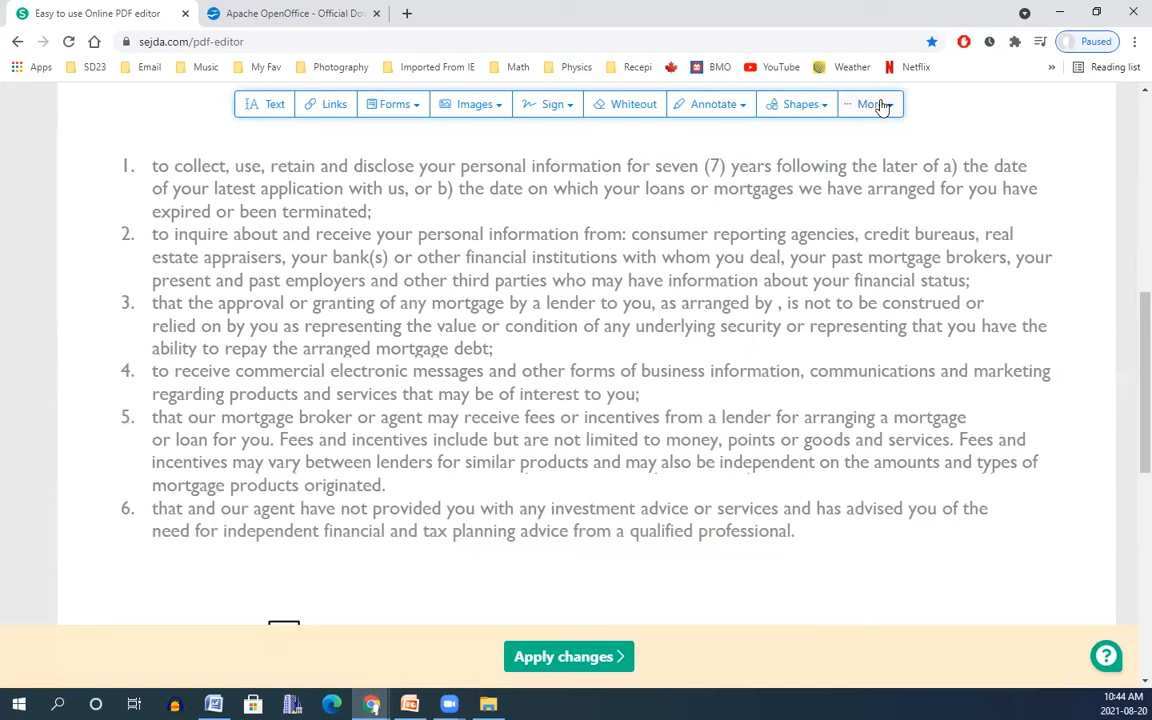 Easy to use Online PDF editor
Apache OpenOffice - Official Do
sejda.com/pdf-editor
Paused
Apps SD23 Email Music My Fav Photography Imported From IE Math Physics Recepi BMO YouTube Weather Netflix » Reading list
Text Links Forms Images Sign Whiteout Annotate Shapes
1. to collect, use, retain and disclose your personal information for seven (7) years following the later of a) the date
of your latest application with us, or b) the date on which your loans or mortgages we have arranged for you have
expired or been terminated;
2. to inquire about and receive your personal information from: consumer reporting agencies, credit bureaus, real
estate appraisers, your bank(s) or other financial institutions with whom you deal, your past mortgage brokers, your
present and past employers and other third parties who may have information about your financial status;
3. that the approval or granting of any mortgage by a lender to you, as arranged by , is not to be construed or
relied on by you as representing the value or condition of any underlying security or representing that you have the
ability to repay the arranged mortgage debt;
4. to receive commercial electronic messages and other forms of business information, communications and marketing
regarding products and services that may be of interest to you;
5. that our mortgage broker or agent may receive fees or incentives from a lender for arranging a mortgage
or loan for you. Fees and incentives include but are not limited to money, points or goods and services. Fees and
incentives may vary between lenders for similar products and may also be independent on the amounts and types of
mortgage products originated.
6. that and our agent have not provided you with any investment advice or services and has advised you of the
need for independent financial and tax planning advice from a qualified professional.
Apply changes
10:44 AM
2021-08-20